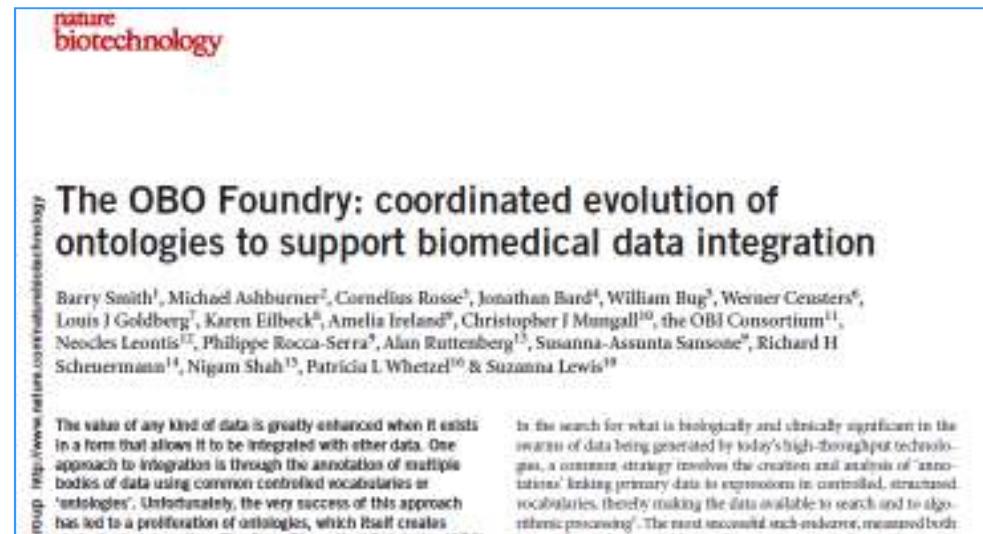 nature
biotechnology
The OBO Foundry: coordinated evolution of
ontologies to support biomedical data integration
Barry Smith¹, Michael Ashburner², Cornelius Rosse³, Jonathan Bard⁴, William Bug⁵, Werner Ceusters⁶,
Louis J Goldberg⁷, Karen Eilbeck⁸, Amelia Ireland⁹, Christopher J Mungall¹⁰, the OBI Consortium¹¹,
Neocles Leontis¹², Philippe Rocca-Serra⁹, Alan Ruttenberg¹³, Susanna-Assunta Sansone⁹, Richard H
Scheuermann¹⁴, Nigam Shah¹⁵, Patricia L Whetzel¹⁶ & Suzanna Lewis¹⁰
The value of any kind of data is greatly enhanced when it exists
in a form that allows it to be integrated with other data. One
approach to integration is through the annotation of multiple
bodies of data using common controlled vocabularies or
'ontologies'. Unfortunately, the very success of this approach
has led to a proliferation of ontologies, which itself creates
In the search for what is biologically and clinically significant in the
swarms of data being generated by today's high-throughput technolo-
gies, a common strategy involves the creation and analysis of 'anno-
tations' linking primary data to expressions in controlled, structured
vocabularies, thereby making the data available to search and to algo-
rithmic processing¹. The most successful such endeavor, measured both
roup http://www.nature.com/naturebiotechnology